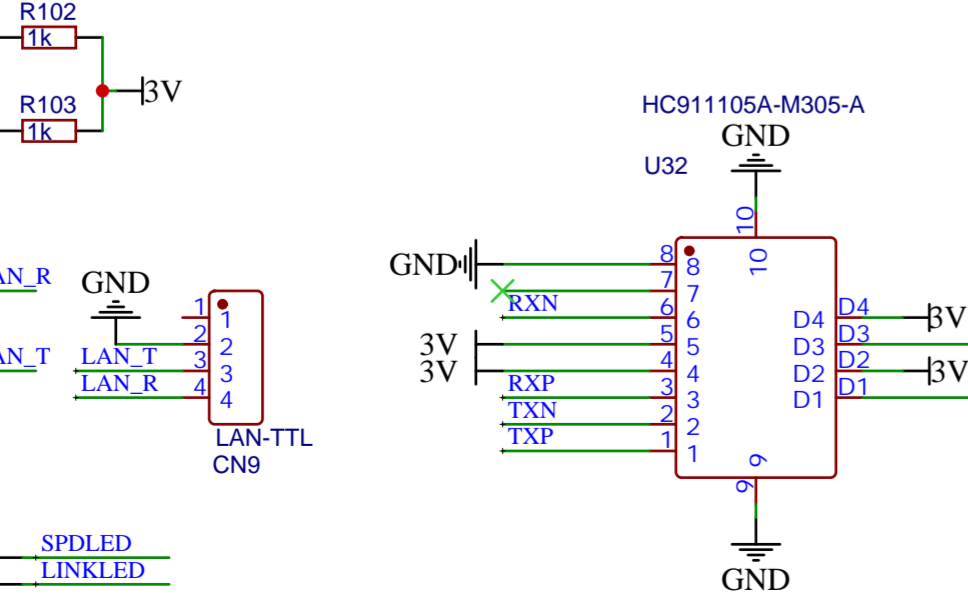 R102
1k
3V
R103
1k
HC911105A-M305-A
GND
U32
10
10
GND
8
8
7
7
RXN
6
6
5
5
3V
4
4
3V
RXP
3
3
TXN
2
2
TXP
1
1
9
9
GND
D4
D4
3V
D3
D3
D2
D2
3V
D1
D1
AN_R
GND
1
1
2
2
AN_T
LAN_T
3
3
LAN_R
4
4
LAN-TTL
CN9
SPDLED
LINKLED